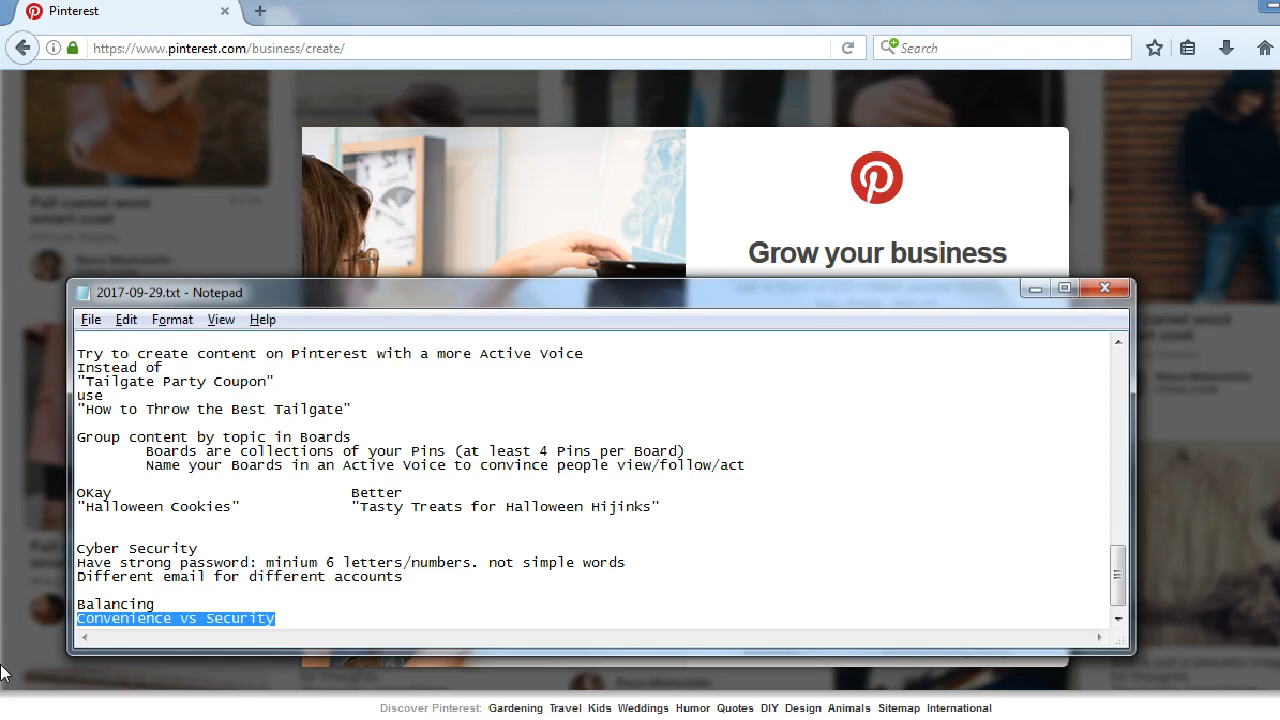 Pinterest
https://www.pinterest.com/business/create/
Search
Grow your business
2017-09-29.txt - Notepad
File Edit Format View Help
Try to create content on Pinterest with a more Active Voice
Instead of
"Tailgate Party Coupon"
use
"How to Throw the Best Tailgate"
Group content by topic in Boards
Boards are collections of your Pins (at least 4 Pins per Board)
Name your Boards in an Active Voice to convince people view/follow/act
OKay Better
"Halloween Cookies" "Tasty Treats for Halloween Hijinks"
Cyber Security
Have strong password: minium 6 letters/numbers. not simple words
Different email for different accounts
Balancing
Convenience vs Security
Discover Pinterest: Gardening Travel Kids Weddings Humor Quotes DIY Design Animals Sitemap International